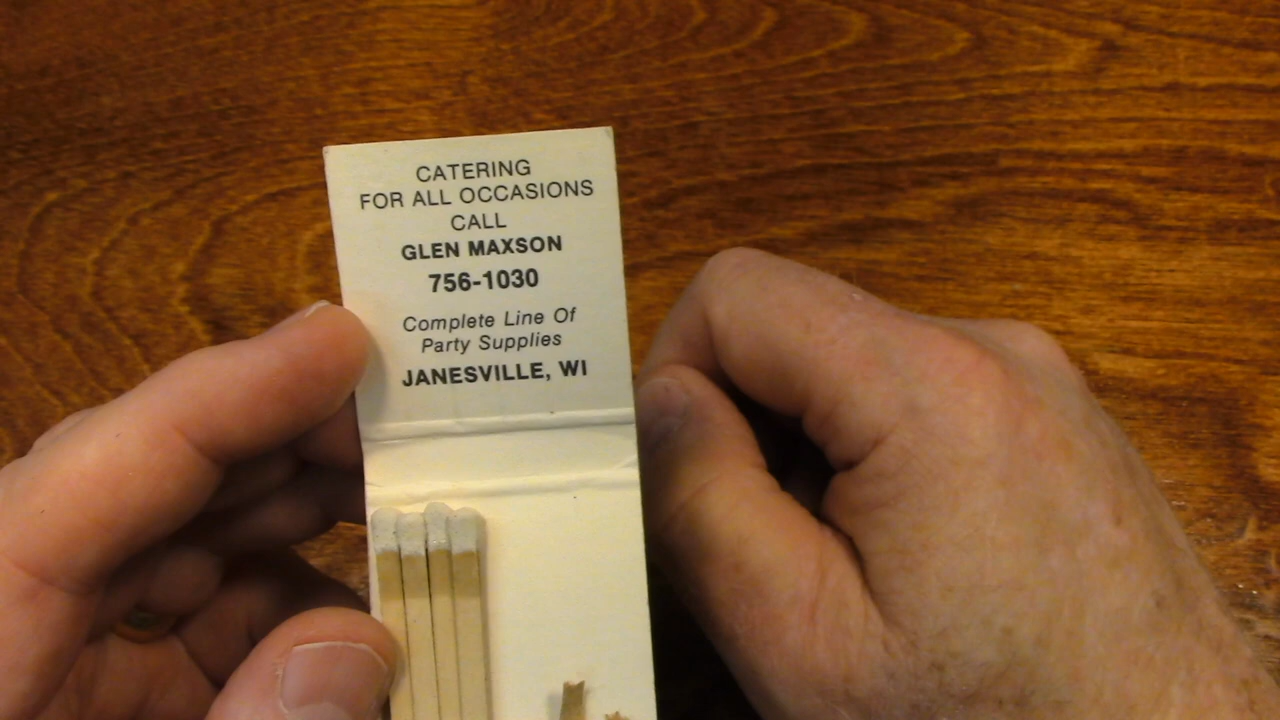 CATERING
FOR ALL OCCASIONS
CALL
GLEN MAXSON
756-1030
Complete Line Of
Party Supplies
JANESVILLE, WI